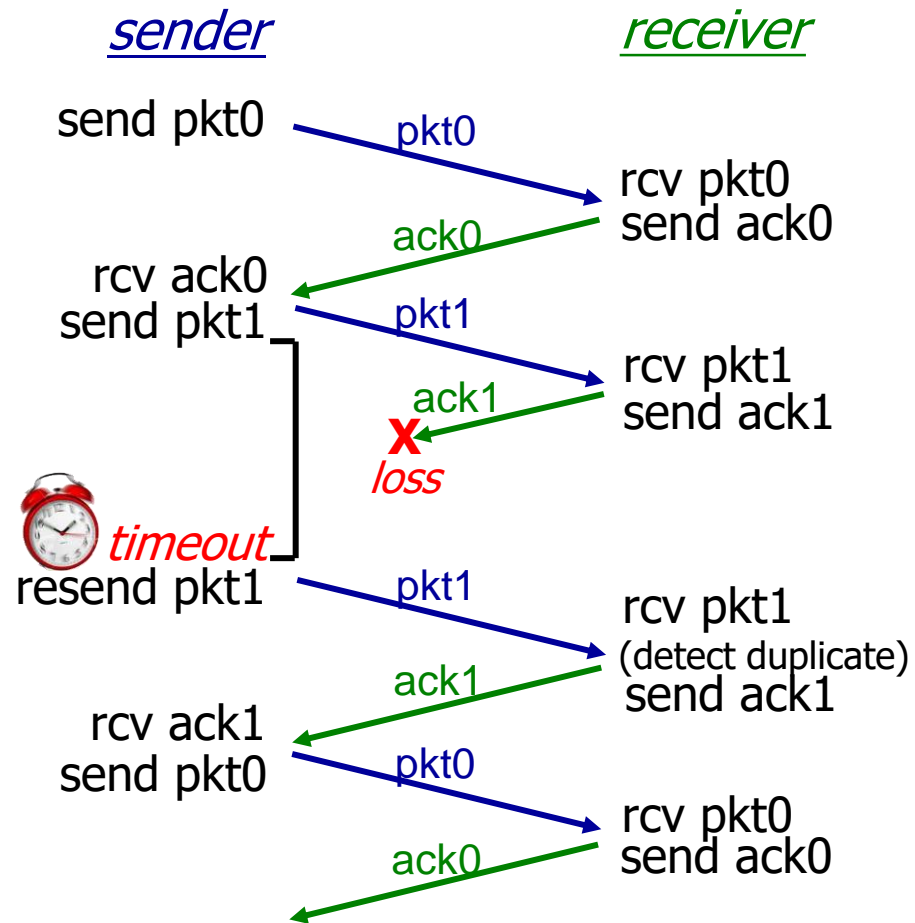 sender
receiver
send pkt0
pkt0
rcv pkt0
send ack0
ack0
rcv ack0
send pkt1
pkt1
rcv pkt1
send ack1
ack1
X
loss
timeout
resend pkt1
pkt1
rcv pkt1
(detect duplicate)
send ack1
ack1
rcv ack1
send pkt0
pkt0
rcv pkt0
send ack0
ack0